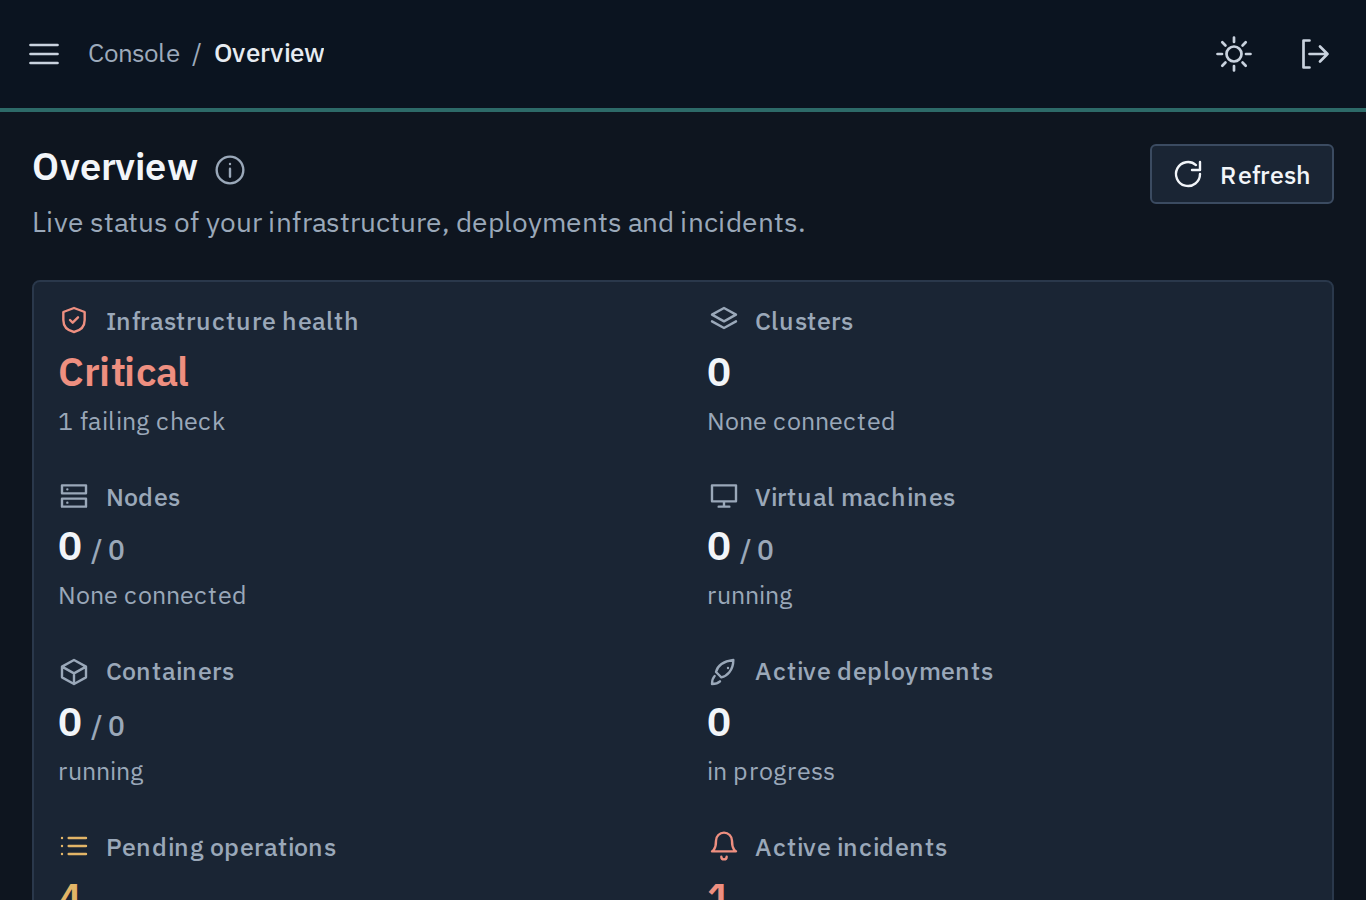 Console / Overview
Overview
Refresh
Live status of your infrastructure, deployments and incidents.
Infrastructure health
Critical
1 failing check
Clusters
0
None connected
Nodes
0 / 0
None connected
Virtual machines
0 / 0
running
Containers
0 / 0
running
Active deployments
0
in progress
Pending operations
4
Active incidents
1